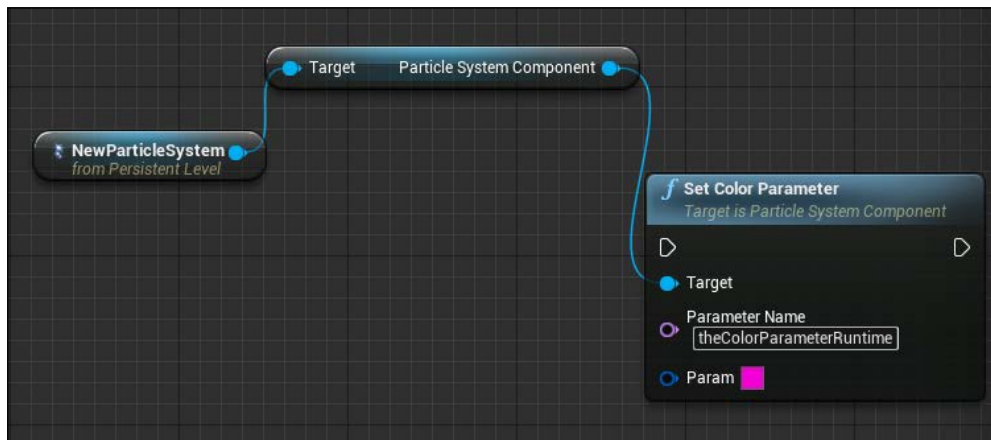 Target Particle System Component
NewParticleSystem
from Persistent Level
f Set Color Parameter
Target is Particle System Component
Target
Parameter Name
theColorParameterRuntime
Param